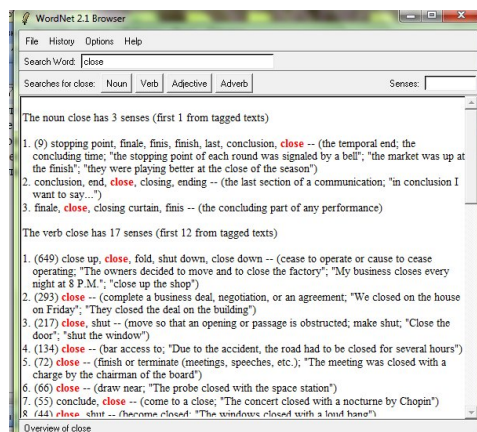 WordNet 2.1 Browser
File History Options Help
Search Word: close
Searches for close: Noun Verb Adjective Adverb Senses:
The noun close has 3 senses (first 1 from tagged texts)
1. (9) stopping point, finale, finis, finish, last, conclusion, close -- (the temporal end; the
concluding time; "the stopping point of each round was signaled by a bell"; "the market was up at
the finish"; "they were playing better at the close of the season")
2. conclusion, end, close, closing, ending -- (the last section of a communication; "in conclusion I
want to say...")
3. finale, close, closing curtain, finis -- (the concluding part of any performance)
The verb close has 17 senses (first 12 from tagged texts)
1. (649) close up, close, fold, shut down, close down -- (cease to operate or cause to cease
operating; "The owners decided to move and to close the factory"; "My business closes every
night at 8 P.M."; "close up the shop")
2. (293) close -- (complete a business deal, negotiation, or an agreement; "We closed on the house
on Friday"; "They closed the deal on the building")
3. (217) close, shut -- (move so that an opening or passage is obstructed; make shut; "Close the
door"; "shut the window")
4. (134) close -- (bar access to; "Due to the accident, the road had to be closed for several hours")
5. (72) close -- (finish or terminate (meetings, speeches, etc.); "The meeting was closed with a
charge by the chairman of the board")
6. (66) close -- (draw near; "The probe closed with the space station")
7. (55) conclude, close -- (come to a close; "The concert closed with a nocturne by Chopin")
8. (44) close, shut -- (become closed; "The windows closed with a loud bang")
Overview of close